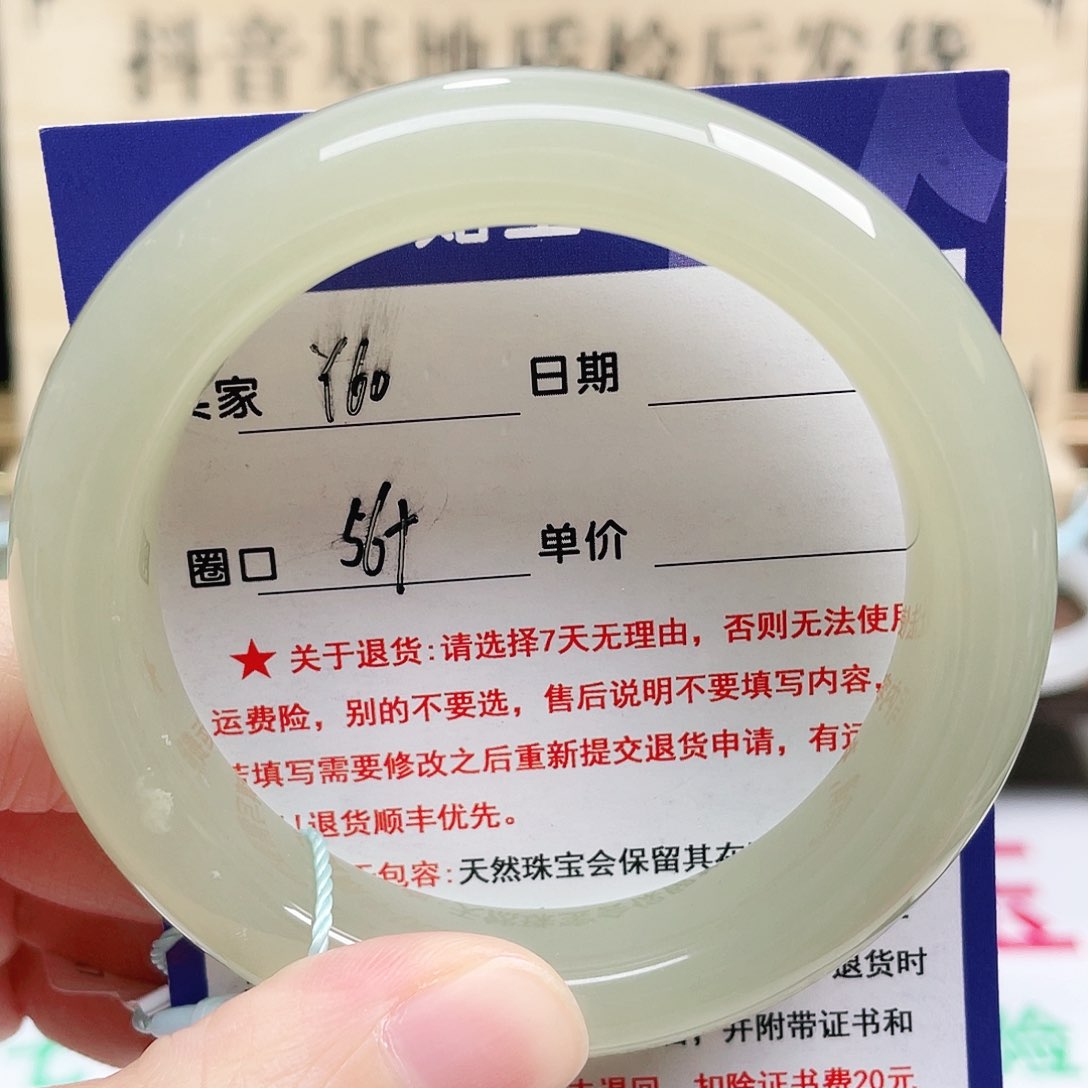 抖音基地质检后发货
家 Y60 日期
圈口 56+ 单价
★ 关于退货:请选择7天无理由,否则无法使用
运费险,别的不要选,售后说明不要填写内容,
填写需要修改之后重新提交退货申请,有运
!退货顺丰优先。
包容:天然珠宝会保留其在
退货时
,并附带证书和
扣除证书费20元